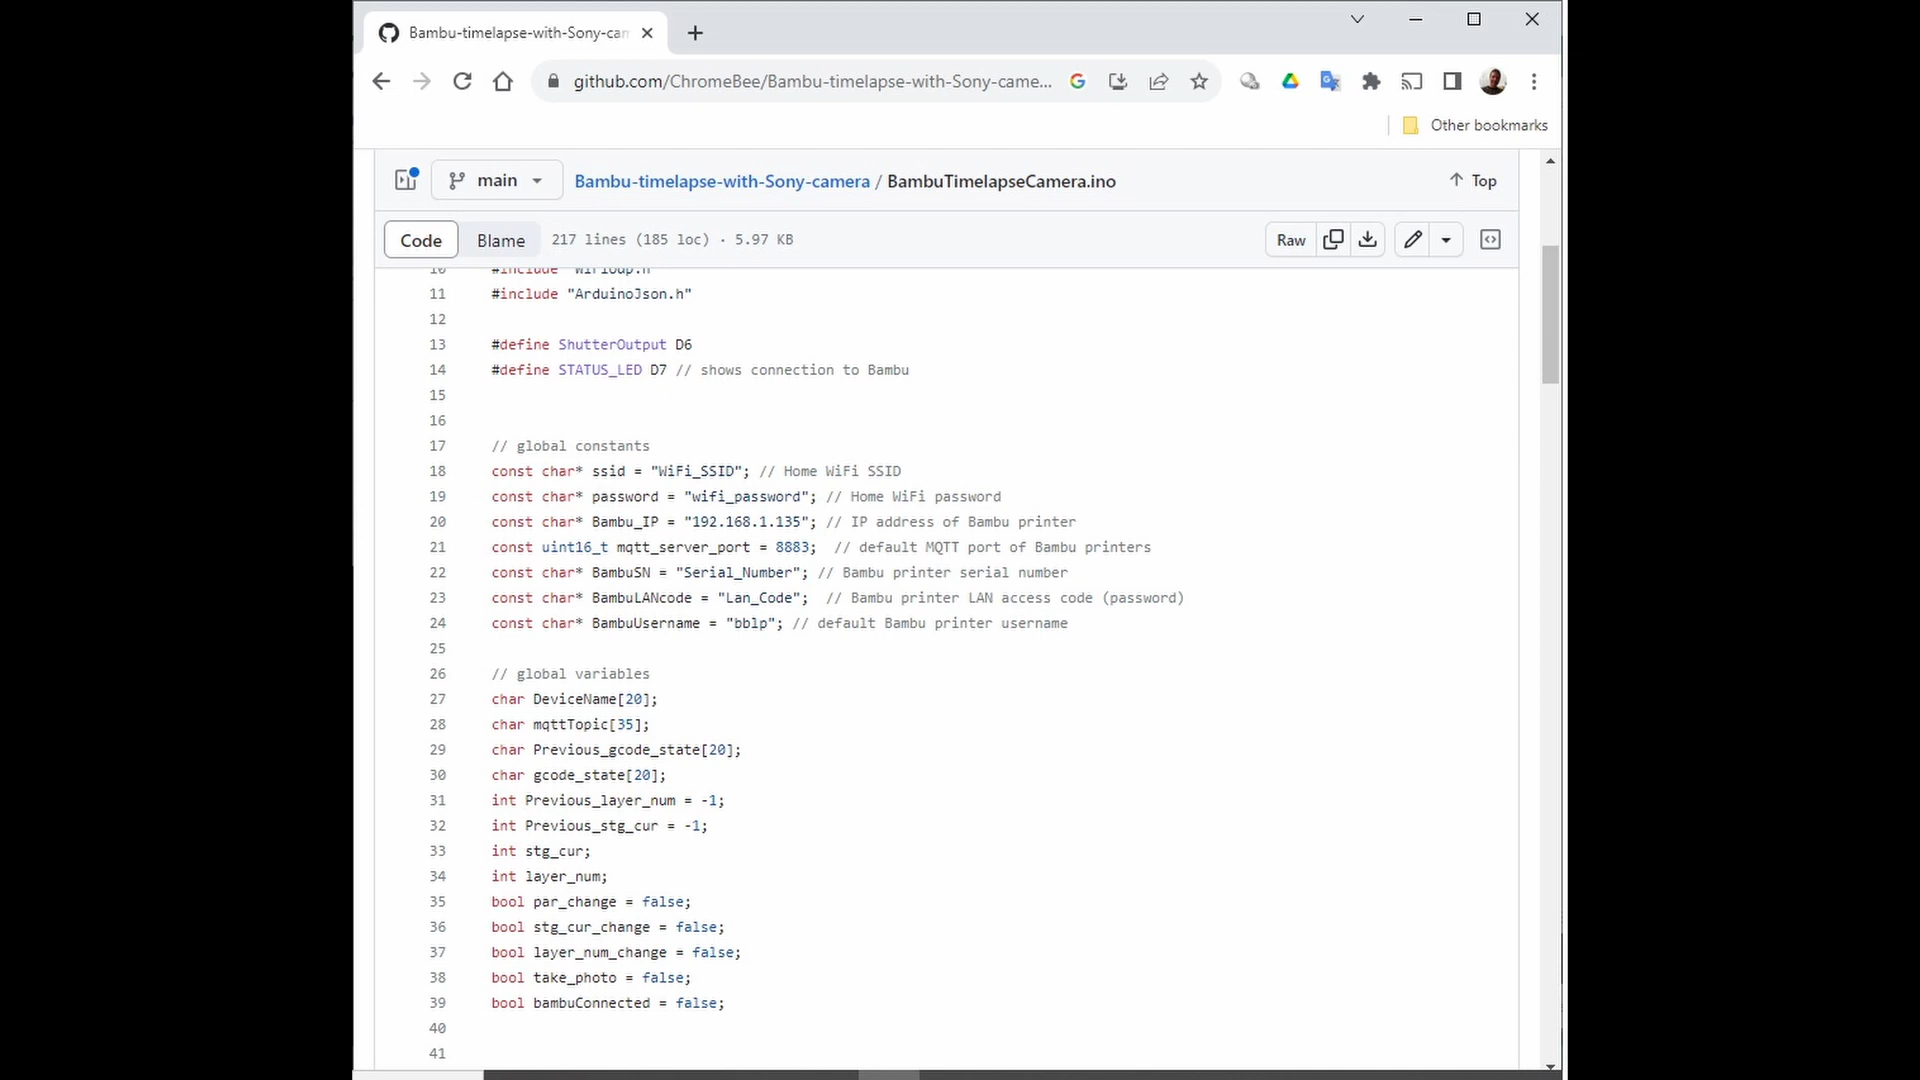 Bambu-timelapse-with-Sony-cam
github.com/ChromeBee/Bambu-timelapse-with-Sony-came...
Other bookmarks
main
Bambu-timelapse-with-Sony-camera / BambuTimelapseCamera.ino
Top
Code
Blame
217 lines (185 loc) · 5.97 KB
Raw
10 #include "WiFiUdp.h"
11 #include "ArduinoJson.h"
12
13 #define ShutterOutput D6
14 #define STATUS_LED D7 // shows connection to Bambu
15
16
17 // global constants
18 const char* ssid = "WiFi_SSID"; // Home WiFi SSID
19 const char* password = "wifi_password"; // Home WiFi password
20 const char* Bambu_IP = "192.168.1.135"; // IP address of Bambu printer
21 const uint16_t mqtt_server_port = 8883;  // default MQTT port of Bambu printers
22 const char* BambuSN = "Serial_Number"; // Bambu printer serial number
23 const char* BambuLANcode = "Lan_Code";  // Bambu printer LAN access code (password)
24 const char* BambuUsername = "bblp"; // default Bambu printer username
25
26 // global variables
27 char DeviceName[20];
28 char mqttTopic[35];
29 char Previous_gcode_state[20];
30 char gcode_state[20];
31 int Previous_layer_num = -1;
32 int Previous_stg_cur = -1;
33 int stg_cur;
34 int layer_num;
35 bool par_change = false;
36 bool stg_cur_change = false;
37 bool layer_num_change = false;
38 bool take_photo = false;
39 bool bambuConnected = false;
40
41